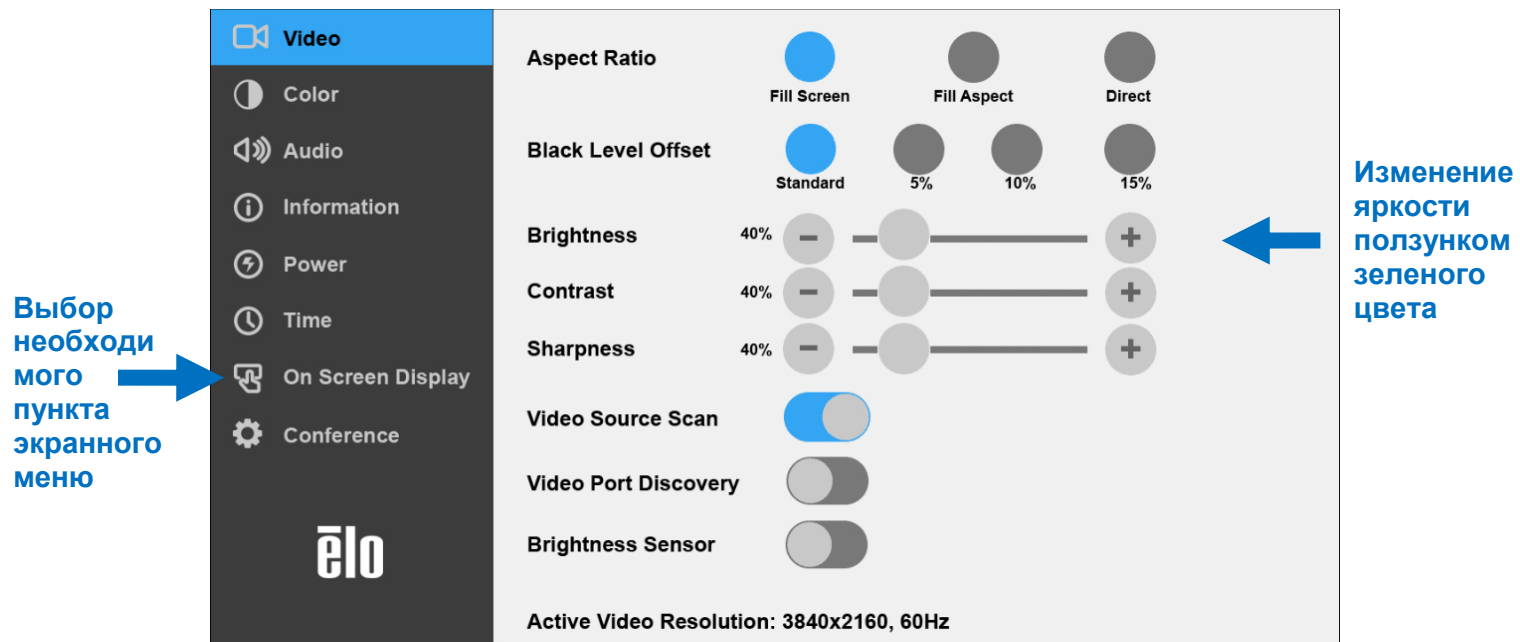 Video
Color
Audio
Information
Power
Time
On Screen Display
Conference
ēlo
Aspect Ratio
Fill Screen
Fill Aspect
Direct
Black Level Offset
Standard
5%
10%
15%
Brightness
40%
−
+
Contrast
40%
−
+
Sharpness
40%
−
+
Video Source Scan
Video Port Discovery
Brightness Sensor
Active Video Resolution: 3840x2160, 60Hz
Выбор
необходи
мого
пункта
экранного
меню
Изменение
яркости
ползунком
зеленого
цвета